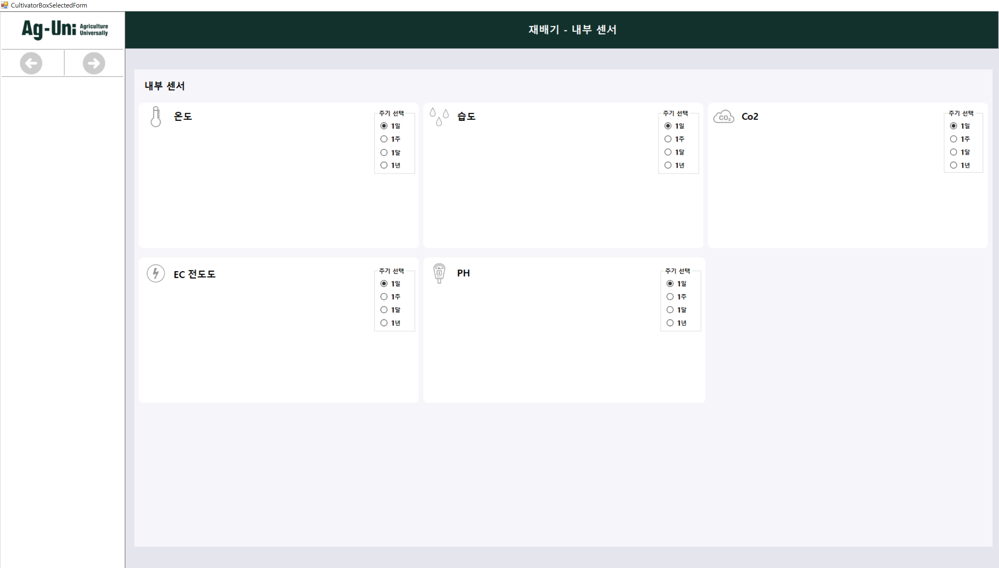 CultivatorBoxSelectedForm
Ag-Uni Agriculture Universally
재배기 - 내부 센서
내부 센서
온도
주기 선택
1일
1주
1달
1년
습도
주기 선택
1일
1주
1달
1년
CO₂
Co2
주기 선택
1일
1주
1달
1년
EC 전도도
주기 선택
1일
1주
1달
1년
PH
주기 선택
1일
1주
1달
1년